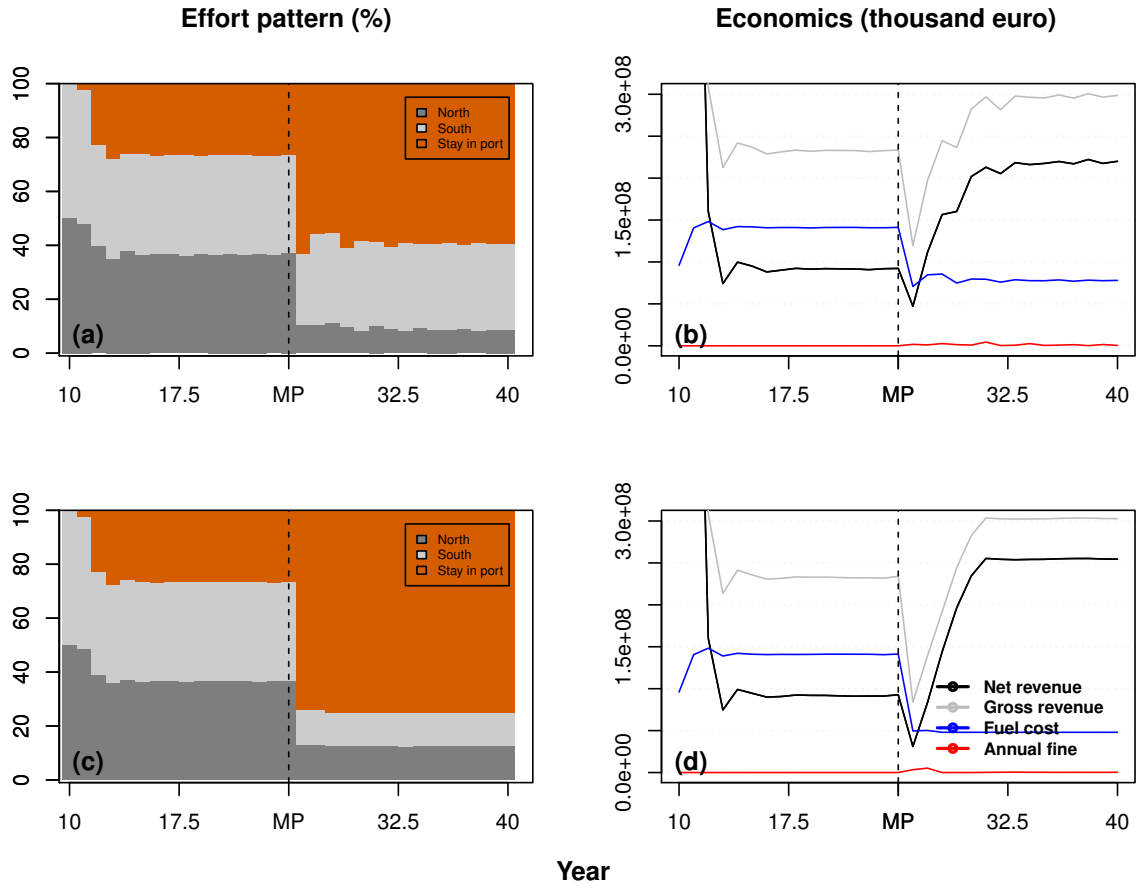 Effort pattern (%)
Economics (thousand euro)
100
80
60
40
20
0
North
South
Stay in port
(a)
10
17.5
MP
32.5
40
3.0e+08
1.5e+08
0.0e+00
(b)
10
17.5
MP
32.5
40
100
80
60
40
20
0
North
South
Stay in port
(c)
10
17.5
MP
32.5
40
3.0e+08
1.5e+08
0.0e+00
Net revenue
Gross revenue
Fuel cost
Annual fine
(d)
10
17.5
MP
32.5
40
Year